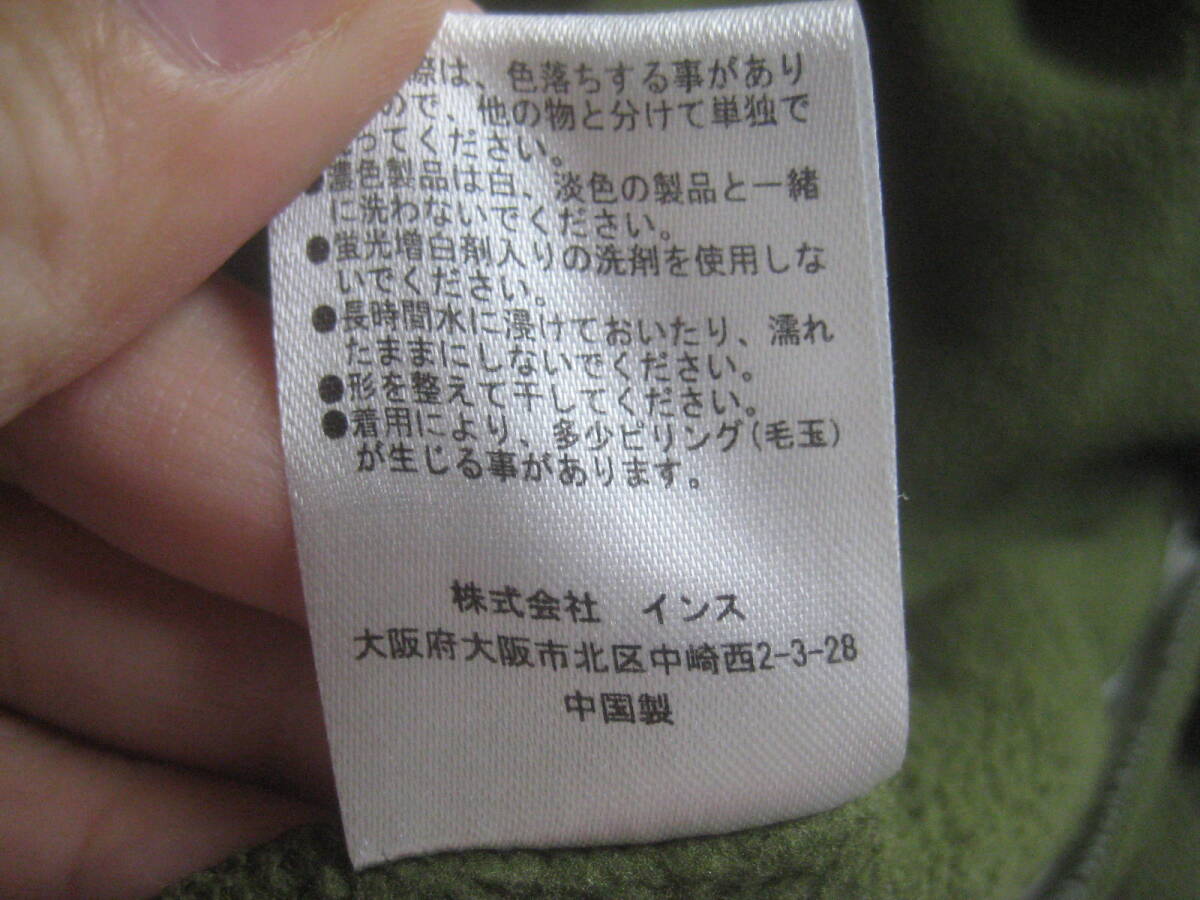 際は、色落ちする事があり
ので、他の物と分けて単独で
ってください。
●濃色製品は白、淡色の製品と一緒
に洗わないでください。
●蛍光増白剤入りの洗剤を使用しな
いでください。
●長時間水に浸けておいたり、濡れ
たままにしないでください。
●形を整えて干してください。
●着用により、多少ピリング(毛玉)
が生じる事があります。
株式会社 インス
大阪府大阪市北区中崎西2-3-28
中国製